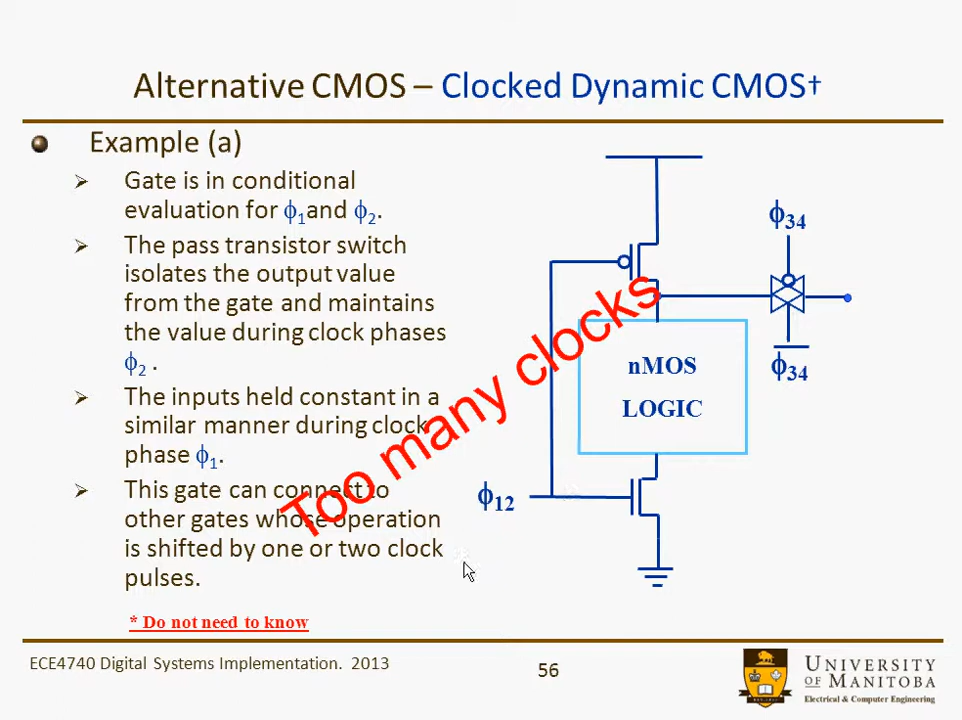 Alternative CMOS – Clocked Dynamic CMOS†
Example (a)
Gate is in conditional
evaluation for ϕ1and ϕ2.
The pass transistor switch
isolates the output value
from the gate and maintains
the value during clock phases
ϕ2 .
The inputs held constant in a
similar manner during clock
phase ϕ1.
This gate can connect to
other gates whose operation
is shifted by one or two clock
pulses.
* Do not need to know
Too many clocks
ϕ34
nMOS
LOGIC
ϕ34
ϕ12
ECE4740 Digital Systems Implementation. 2013
56
UNIVERSITY
OF MANITOBA
Electrical & Computer Engineering